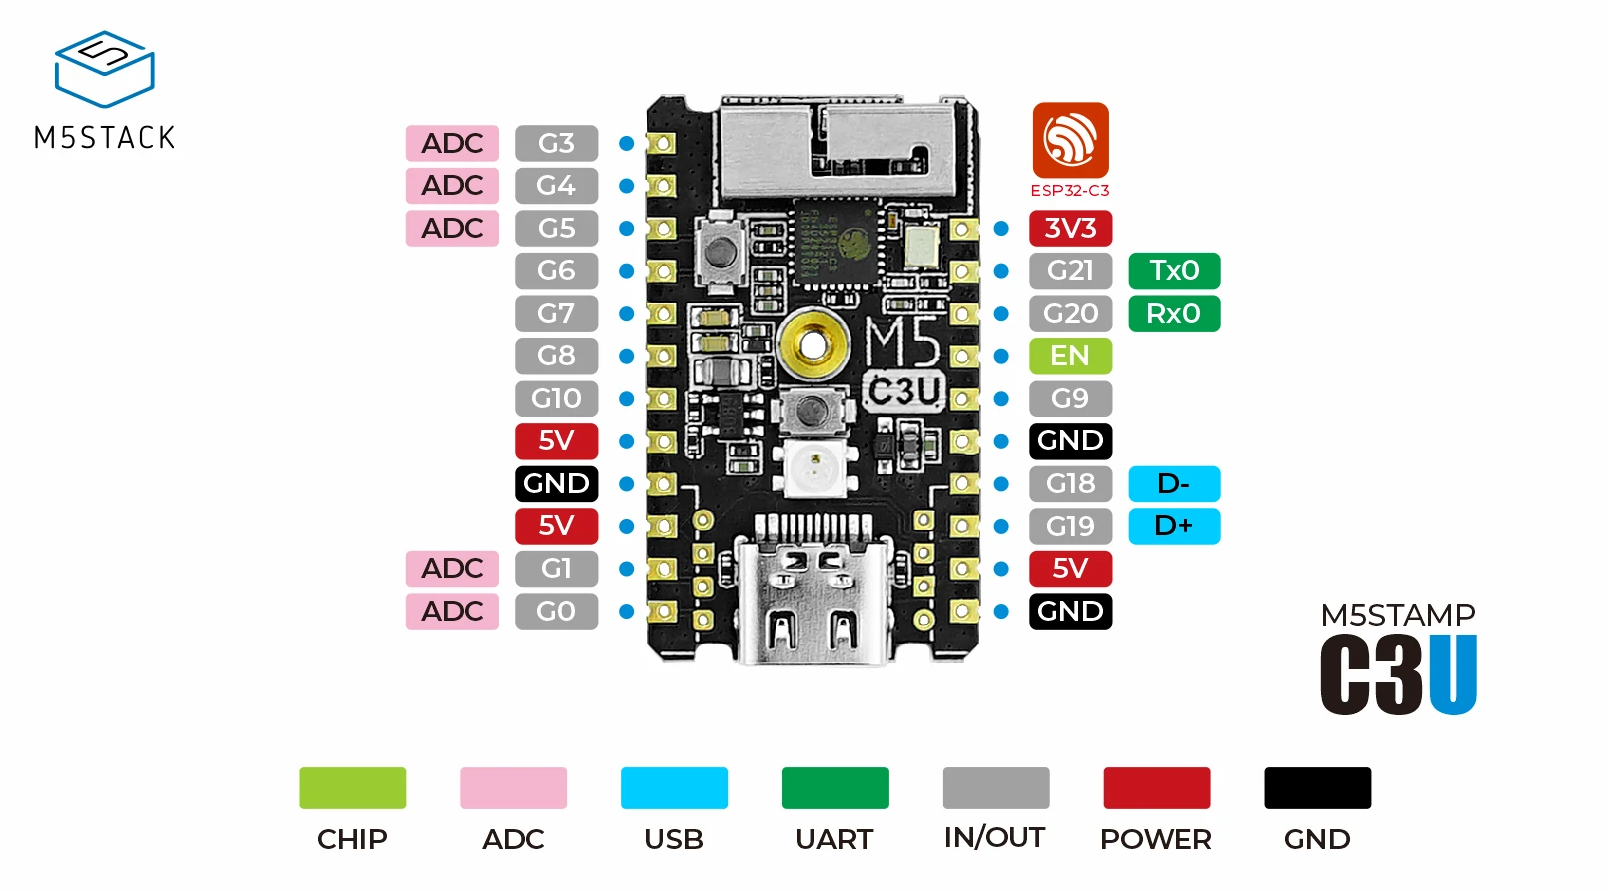 M5STACK
ESP32-C3
ADC G3
ADC G4
ADC G5
3V3
G6
G21 Tx0
G7
G20 Rx0
G8
EN
G10
G9
5V
GND
GND
G18 D-
5V
G19 D+
ADC G1
5V
ADC G0
GND
M5
C3U
M5STAMP
C3U
CHIP
ADC
USB
UART
IN/OUT
POWER
GND